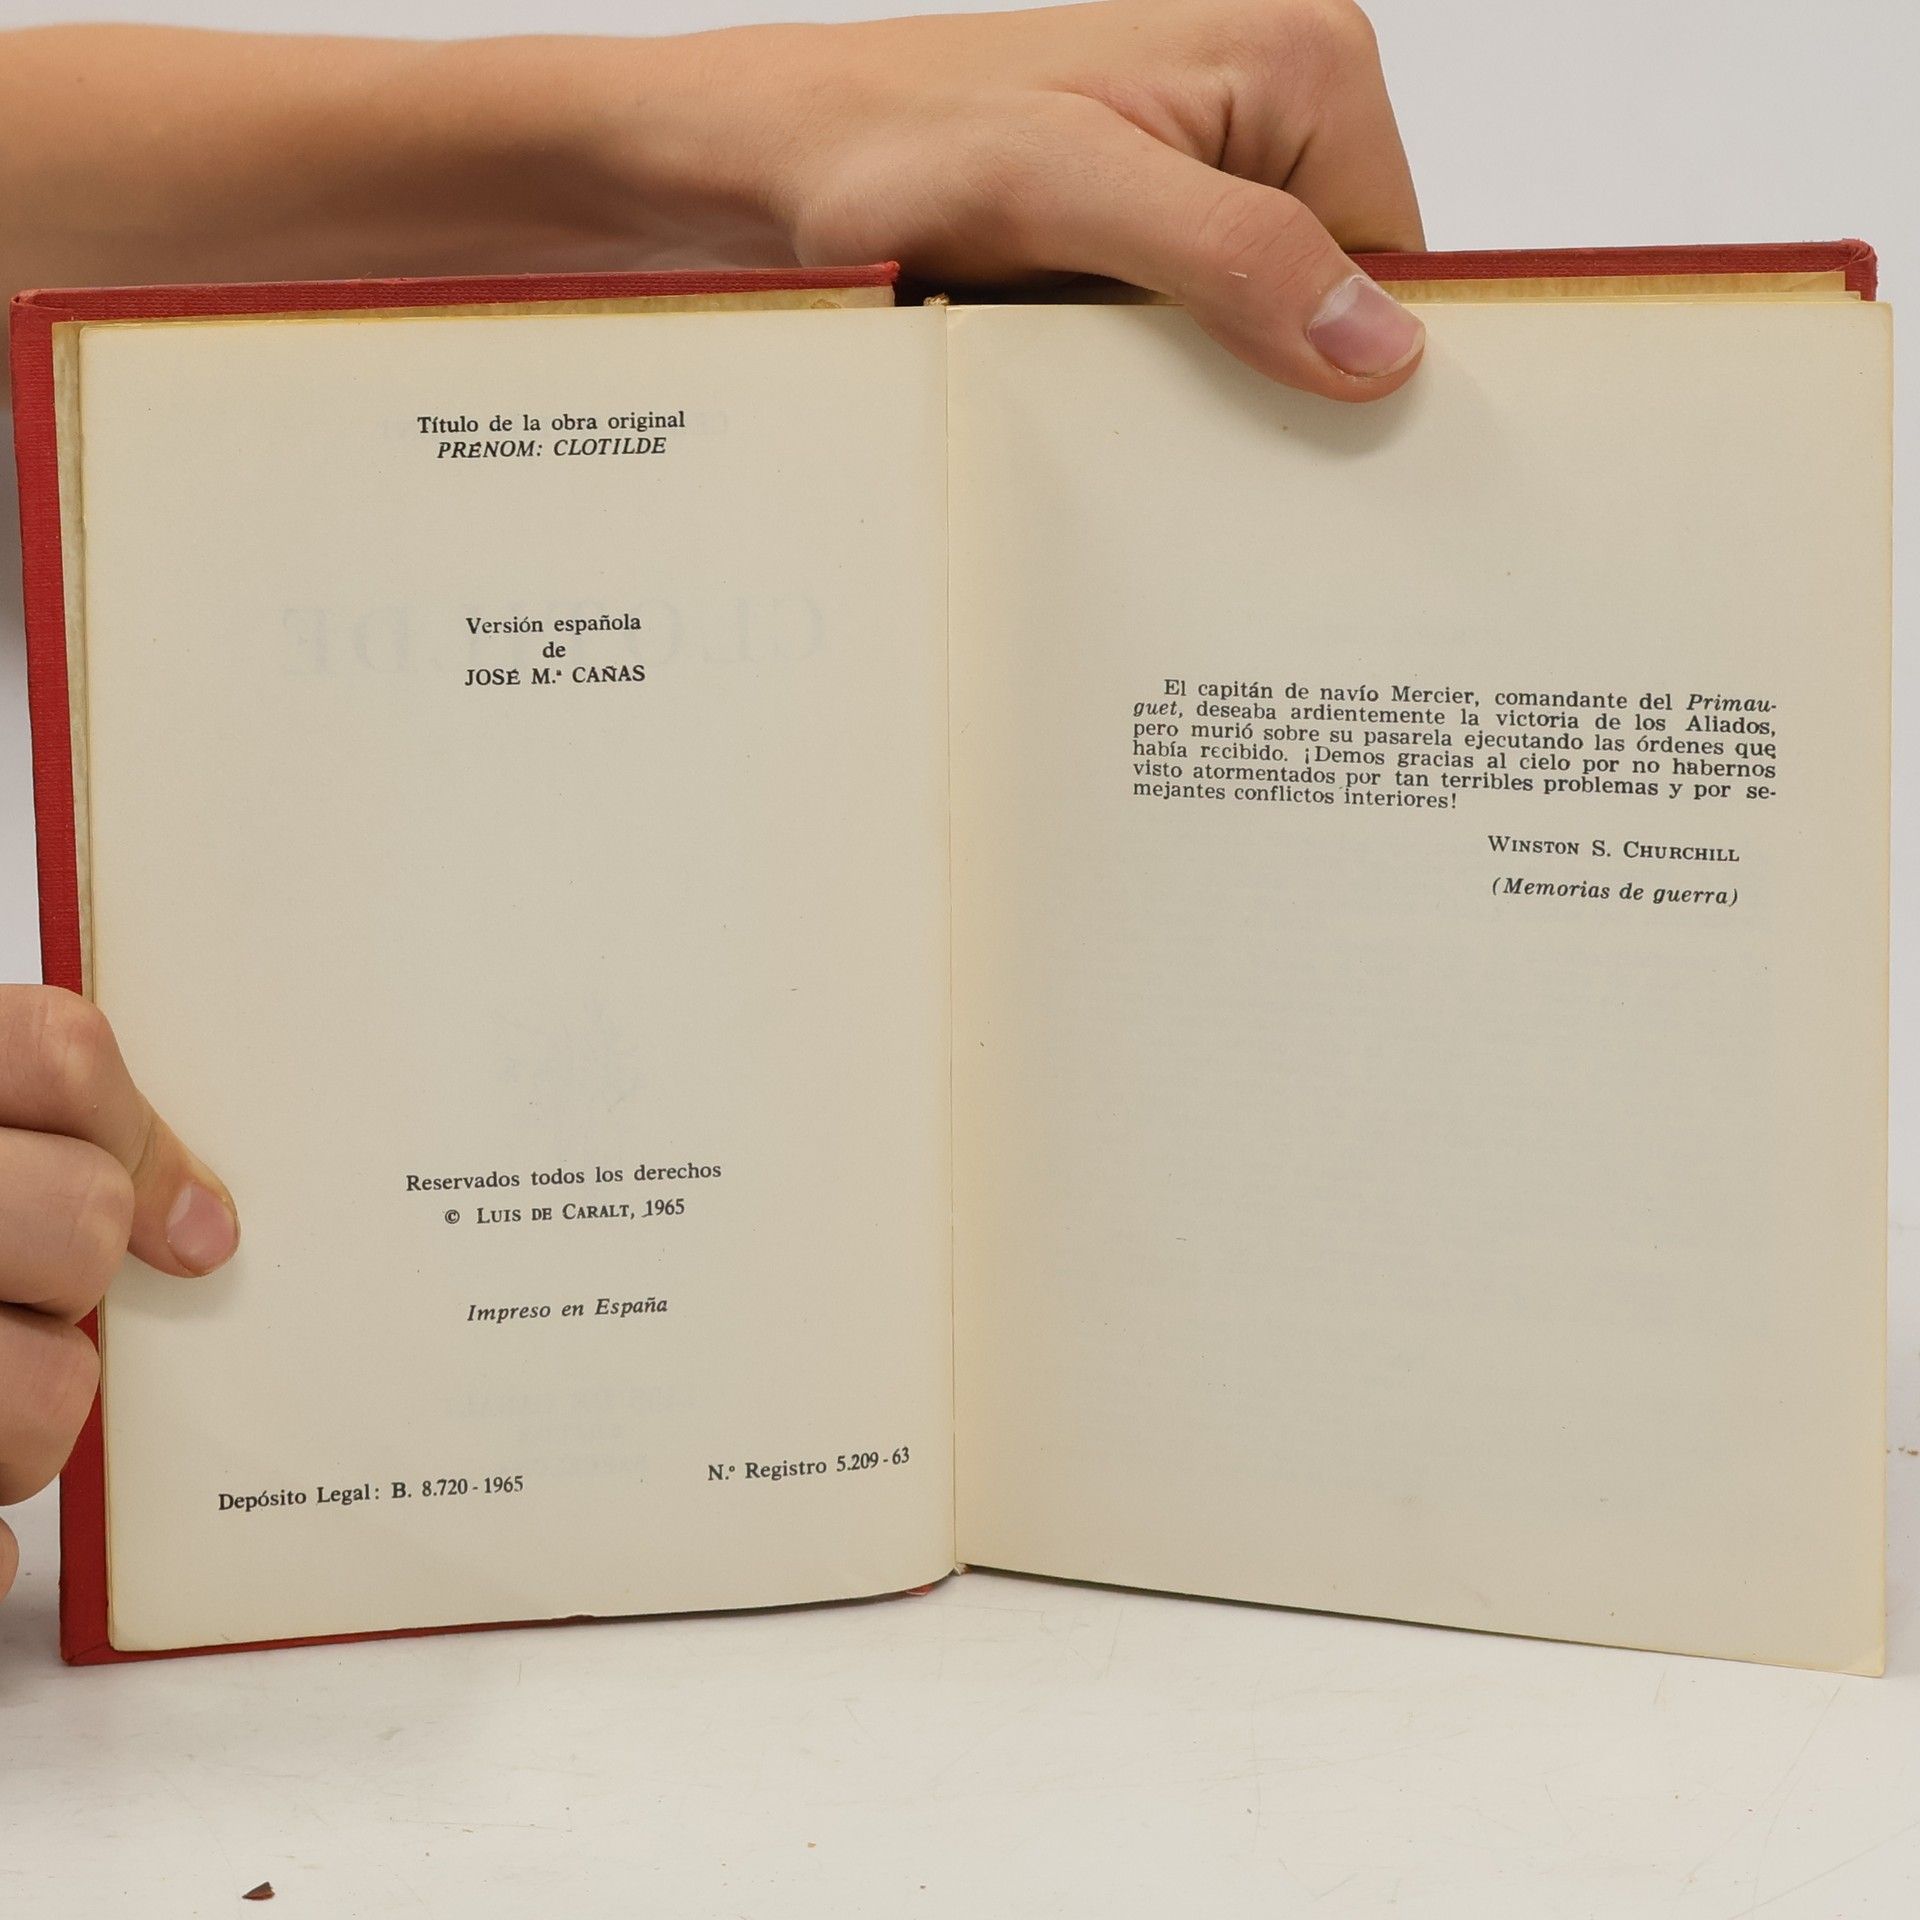 Título de la obra original
PRÉNOM: CLOTILDE
Versión española
de
JOSÉ M.ª CAÑAS
Reservados todos los derechos
© LUIS DE CARALT, 1965
Impreso en España
Depósito Legal: B. 8.720 - 1965
N.º Registro 5.209 - 63
El capitán de navío Mercier, comandante del Primau-
guet, deseaba ardientemente la victoria de los Aliados,
pero murió sobre su pasarela ejecutando las órdenes que
había recibido. ¡Demos gracias al cielo por no habernos
visto atormentados por tan terribles problemas y por se-
mejantes conflictos interiores!
WINSTON S. CHURCHILL
(Memorias de guerra)